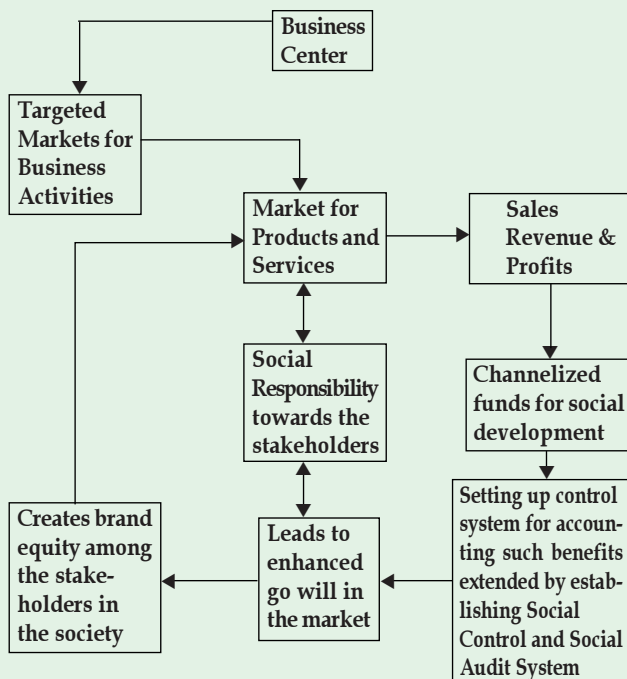 Business
Center
Targeted
Markets for
Business
Activities
Market for
Products and
Services
Sales
Revenue &
Profits
Social
Responsibility
towards the
stakeholders
Channelized
funds for social
development
Creates brand
equity among
the stake-
holders in
the society
Leads to
enhanced
go will in
the market
Setting up control
system for accoun-
ting such benefits
extended by estab-
lishing Social
Control and Social
Audit System